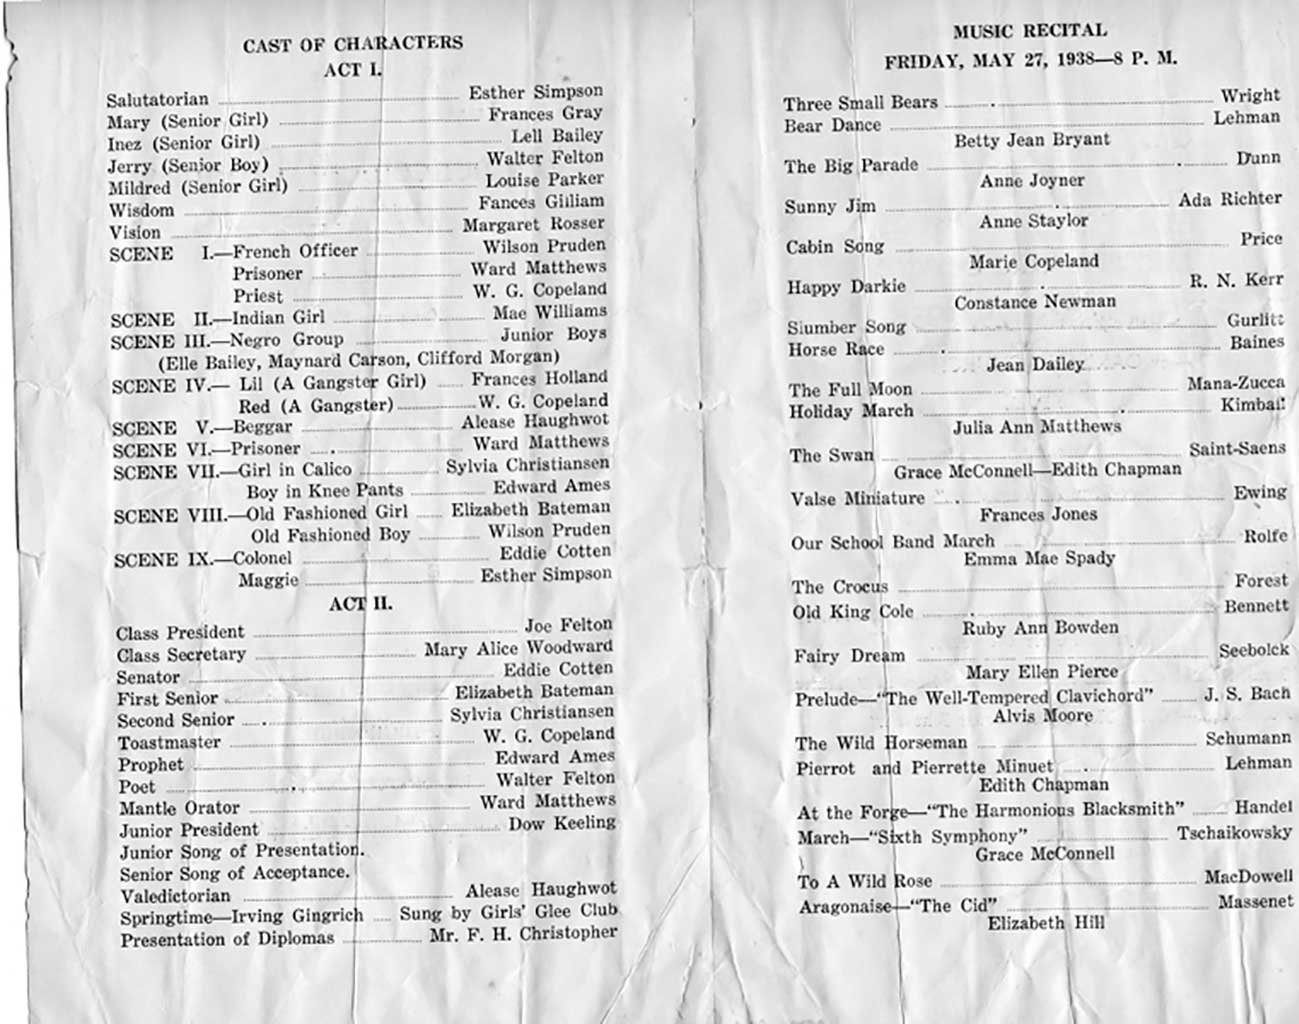 CAST OF CHARACTERS
ACT I.
Salutatorian Esther Simpson
Mary (Senior Girl) Frances Gray
Inez (Senior Girl) Lell Bailey
Jerry (Senior Boy) Walter Felton
Mildred (Senior Girl) Louise Parker
Wisdom Fances Gilliam
Vision Margaret Rosser
SCENE I.—French Officer Wilson Pruden
Prisoner Ward Matthews
Priest W. G. Copeland
SCENE II.—Indian Girl Mae Williams
SCENE III.—Negro Group Junior Boys
(Elle Bailey, Maynard Carson, Clifford Morgan)
SCENE IV.— Lil (A Gangster Girl) Frances Holland
Red (A Gangster) W. G. Copeland
SCENE V.—Beggar Alease Haughwot
SCENE VI.—Prisoner Ward Matthews
SCENE VII.—Girl in Calico Sylvia Christiansen
Boy in Knee Pants Edward Ames
SCENE VIII.—Old Fashioned Girl Elizabeth Bateman
Old Fashioned Boy Wilson Pruden
SCENE IX.—Colonel Eddie Cotten
Maggie Esther Simpson
ACT II.
Class President Joe Felton
Class Secretary Mary Alice Woodward
Senator Eddie Cotten
First Senior Elizabeth Bateman
Second Senior Sylvia Christiansen
Toastmaster W. G. Copeland
Prophet Edward Ames
Poet Walter Felton
Mantle Orator Ward Matthews
Junior President Dow Keeling
Junior Song of Presentation.
Senior Song of Acceptance.
Valedictorian Alease Haughwot
Springtime—Irving Gingrich Sung by Girls' Glee Club
Presentation of Diplomas Mr. F. H. Christopher
MUSIC RECITAL
FRIDAY, MAY 27, 1938—8 P. M.
Three Small Bears Wright
Bear Dance Lehman
Betty Jean Bryant
The Big Parade Dunn
Anne Joyner
Sunny Jim Ada Richter
Anne Staylor
Cabin Song Price
Marie Copeland
Happy Darkie R. N. Kerr
Constance Newman
Slumber Song Gurlitt
Horse Race Baines
Jean Dailey
The Full Moon Mana-Zucca
Holiday March Kimball
Julia Ann Matthews
The Swan Saint-Saens
Grace McConnell—Edith Chapman
Valse Miniature Ewing
Frances Jones
Our School Band March Rolfe
Emma Mae Spady
The Crocus Forest
Old King Cole Bennett
Ruby Ann Bowden
Fairy Dream Seebolck
Mary Ellen Pierce
Prelude—"The Well-Tempered Clavichord" J. S. Bach
Alvis Moore
The Wild Horseman Schumann
Pierrot and Pierrette Minuet Lehman
Edith Chapman
At the Forge—"The Harmonious Blacksmith" Handel
March—"Sixth Symphony" Tschaikowsky
Grace McConnell
To A Wild Rose MacDowell
Aragonaise—"The Cid" Massenet
Elizabeth Hill